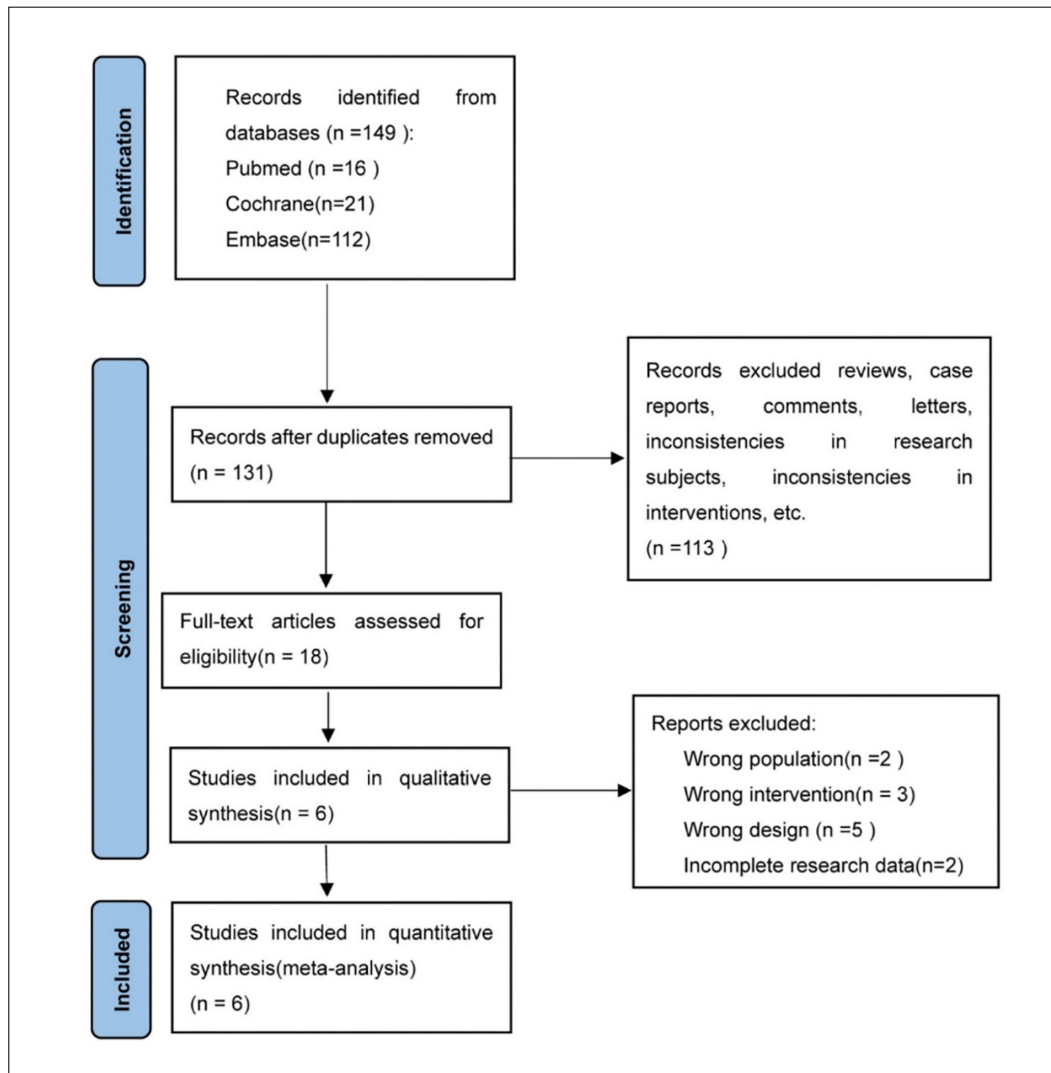 Identification
Records identified from
databases (n =149 ):
Pubmed (n =16 )
Cochrane(n=21)
Embase(n=112)
Screening
Records after duplicates removed
(n = 131)
Records excluded reviews, case
reports, comments, letters,
inconsistencies in research
subjects, inconsistencies in
interventions, etc.
(n =113 )
Full-text articles assessed for
eligibility(n = 18)
Studies included in qualitative
synthesis(n = 6)
Reports excluded:
Wrong population(n =2 )
Wrong intervention(n = 3)
Wrong design (n =5 )
Incomplete research data(n=2)
Included
Studies included in quantitative
synthesis(meta-analysis)
(n = 6)